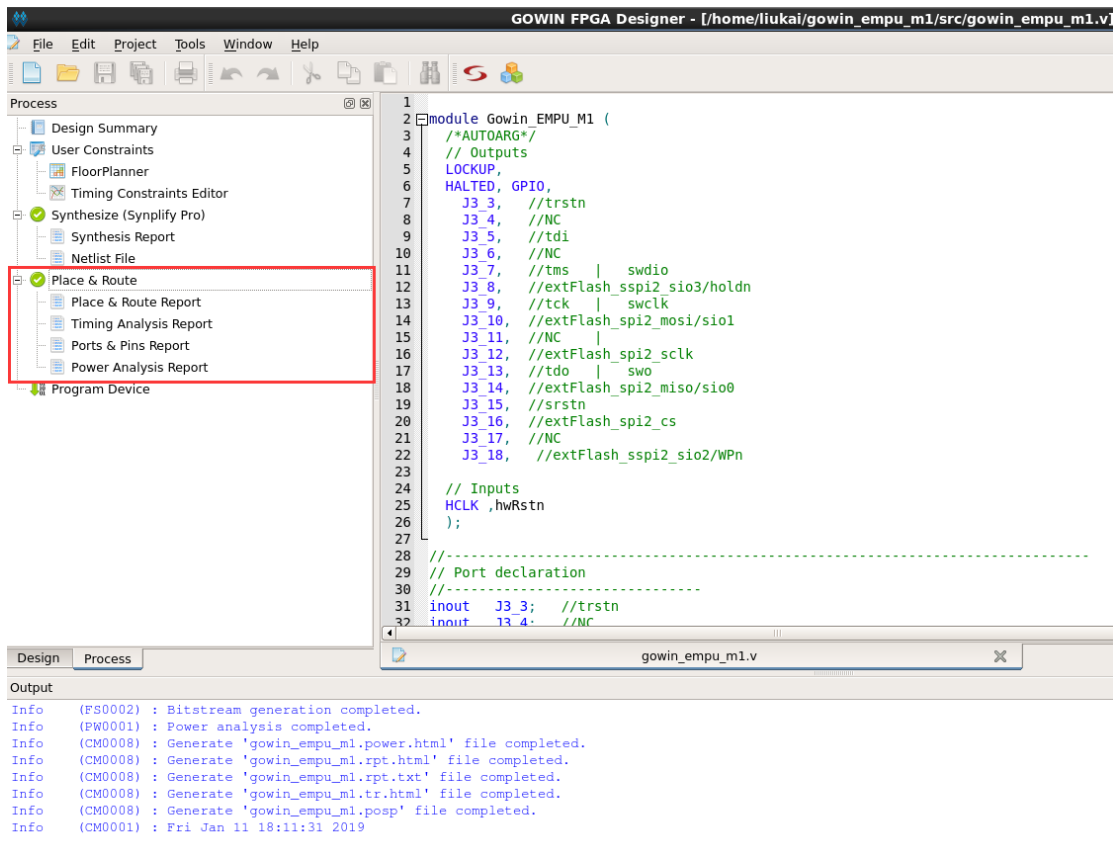 GOWIN FPGA Designer - [/home/liukai/gowin_empu_m1/src/gowin_empu_m1.v]
File Edit Project Tools Window Help
Process
Design Summary
User Constraints
FloorPlanner
Timing Constraints Editor
Synthesize (Synplify Pro)
Synthesis Report
Netlist File
Place & Route
Place & Route Report
Timing Analysis Report
Ports & Pins Report
Power Analysis Report
Program Device
1
2 module Gowin_EMPU_M1 (
3 /*AUTOARG*/
4 // Outputs
5 LOCKUP,
6 HALTED, GPIO,
7 J3_3, //trstn
8 J3_4, //NC
9 J3_5, //tdi
10 J3_6, //NC
11 J3_7, //tms | swdio
12 J3_8, //extFlash_sspi2_sio3/holdn
13 J3_9, //tck | swclk
14 J3_10, //extFlash_spi2_mosi/sio1
15 J3_11, //NC |
16 J3_12, //extFlash_spi2_sclk
17 J3_13, //tdo | swo
18 J3_14, //extFlash_spi2_miso/sio0
19 J3_15, //srstn
20 J3_16, //extFlash_spi2_cs
21 J3_17, //NC
22 J3_18, //extFlash_sspi2_sio2/WPn
23
24 // Inputs
25 HCLK ,hwRstn
26 );
27
28 //-----------------------------------------------------------------------------
29 // Port declaration
30 //-------------------------------
31 inout J3_3; //trstn
32 inout J3_4; //NC
Design Process
gowin_empu_m1.v
Output
Info (FS0002) : Bitstream generation completed.
Info (PW0001) : Power analysis completed.
Info (CM0008) : Generate 'gowin_empu_m1.power.html' file completed.
Info (CM0008) : Generate 'gowin_empu_m1.rpt.html' file completed.
Info (CM0008) : Generate 'gowin_empu_m1.rpt.txt' file completed.
Info (CM0008) : Generate 'gowin_empu_m1.tr.html' file completed.
Info (CM0008) : Generate 'gowin_empu_m1.posp' file completed.
Info (CM0001) : Fri Jan 11 18:11:31 2019